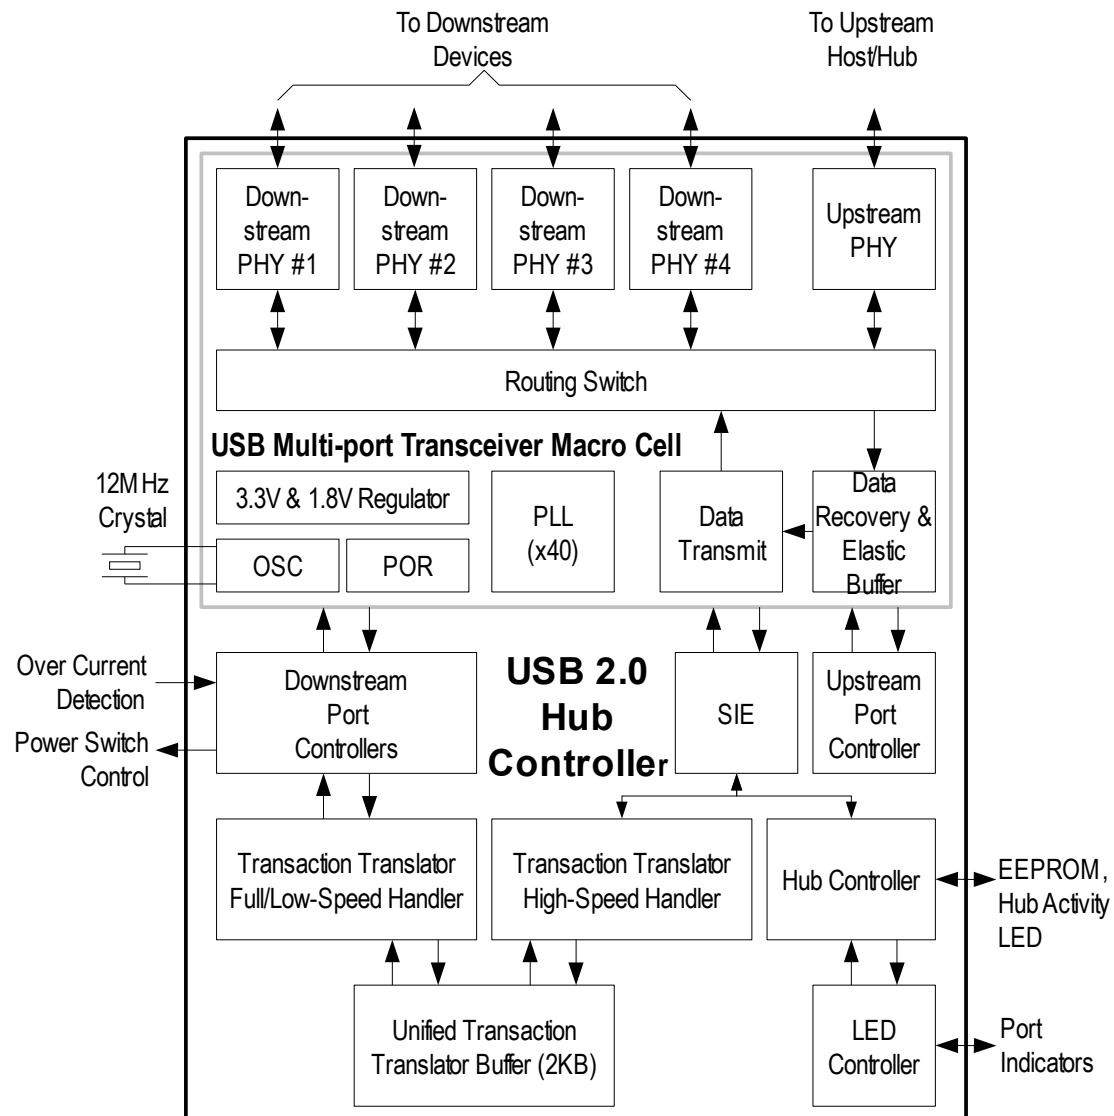 To Downstream
Devices
To Upstream
Host/Hub
Down-
stream
PHY #1
Down-
stream
PHY #2
Down-
stream
PHY #3
Down-
stream
PHY #4
Upstream
PHY
Routing Switch
USB Multi-port Transceiver Macro Cell
12MHz
Crystal
3.3V & 1.8V Regulator
OSC
POR
PLL
(x40)
Data
Transmit
Data
Recovery &
Elastic
Buffer
Over Current
Detection
Power Switch
Control
Downstream
Port
Controllers
USB 2.0
Hub
Controller
SIE
Upstream
Port
Controller
Transaction Translator
Full/Low-Speed Handler
Transaction Translator
High-Speed Handler
Hub Controller
EEPROM,
Hub Activity
LED
Unified Transaction
Translator Buffer (2KB)
LED
Controller
Port
Indicators